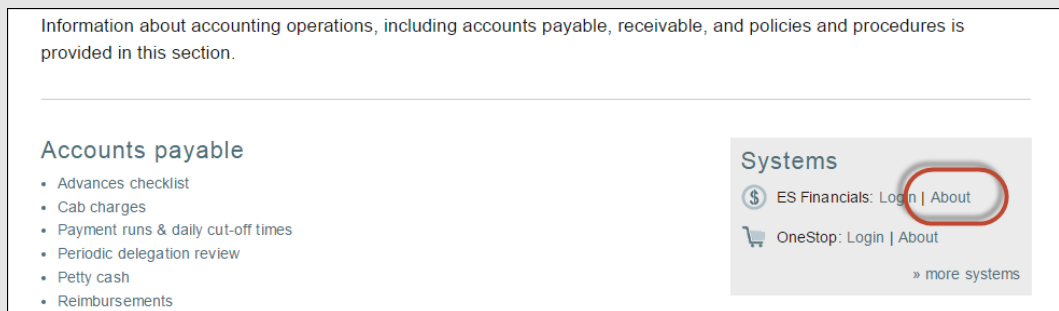 Information about accounting operations, including accounts payable, receivable, and policies and procedures is
provided in this section.
Accounts payable
• Advances checklist
• Cab charges
• Payment runs & daily cut-off times
• Periodic delegation review
• Petty cash
• Reimbursements
Systems
$ ES Financials: Login | About
OneStop: Login | About
» more systems